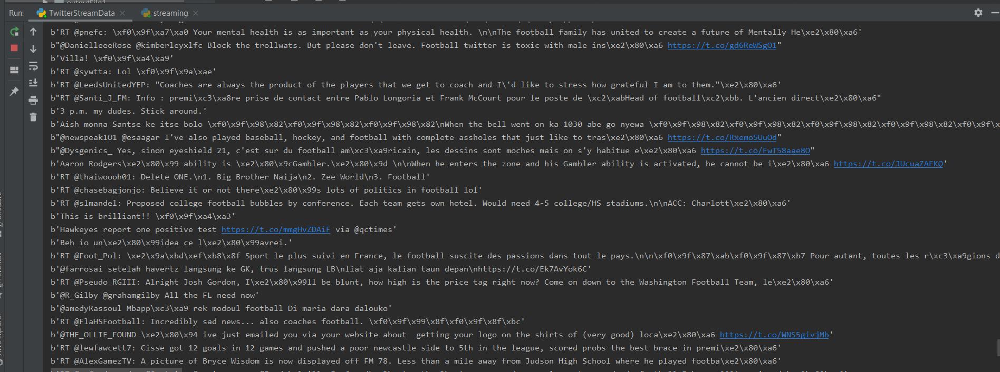 outputFile1
Run: TwitterStreamData streaming
b'RT @pnefc: \xf0\x9f\xa7\xa0 Your mental health is as important as your physical health. \n\nThe football family has united to create a future of Mentally He\xe2\x80\xa6'
b"@DanielleeeRose @kimberleyxlfc Block the trollwats. But please don't leave. Football twitter is toxic with male ins\xe2\x80\xa6 https://t.co/gd6ReWSgO1"
b'Villa! \xf0\x9f\xa4\xa9'
b'RT @sywtta: Lol \xf0\x9f\x9a\xae'
b'RT @LeedsUnitedYEP: "Coaches are always the product of the players that we get to coach and I\'d like to stress how grateful I am to them."\xe2\x80\xa6'
b"RT @Santi_J_FM: Info : premi\xc3\xa8re prise de contact entre Pablo Longoria et Frank McCourt pour le poste de \xc2\xabHead of football\xc2\xbb. L'ancien direct\xe2\x80\xa6"
b'3 p.m. my dudes. Stick around.'
b'Aish monna Santse ke itse bolo \xf0\x9f\x98\x82\xf0\x9f\x98\x82\xf0\x9f\x98\x82\nWhen the bell went on ka 1030 abe go nyewa \xf0\x9f\x98\x82\xf0\x9f\x98\x82\xf0\x9f\x98\x82\xf0\x9f\x98\x82\xf0\x9f\x
b"@newspeak1O1 @esaagar I've also played baseball, hockey, and football with complete assholes that just like to tras\xe2\x80\xa6 https://t.co/Rxemo5UuOd"
b"@Dysgenics_ Yes, sinon eyeshield 21, c'est sur du football am\xc3\xa9ricain, les dessins sont moches mais on s'y habitue e\xe2\x80\xa6 https://t.co/FwT58aae8O"
b'Aaron Rodgers\xe2\x80\x99 ability is \xe2\x80\x9cGambler.\xe2\x80\x9d \n\nWhen he enters the zone and his Gambler ability is activated, he cannot be i\xe2\x80\xa6 https://t.co/JUcuaZAFKQ'
b'RT @thaiwoooh01: Delete ONE.\n1. Big Brother Naija\n2. Zee World\n3. Football'
b'RT @chasebagjonjo: Believe it or not there\xe2\x80\x99s lots of politics in football lol'
b'RT @slmandel: Proposed college football bubbles by conference. Each team gets own hotel. Would need 4-5 college/HS stadiums.\n\nACC: Charlott\xe2\x80\xa6'
b'This is brilliant!! \xf0\x9f\xa4\xa3'
b'Hawkeyes report one positive test https://t.co/mmgHvZDAiF via @qctimes'
b'Beh io un\xe2\x80\x99idea ce l\xe2\x80\x99avrei.'
b'RT @Foot_Pol: \xe2\x9a\xbd\xef\xb8\x8f Sport le plus suivi en France, le football suscite des passions dans tout le pays.\n\n\xf0\x9f\x87\xab\xf0\x9f\x87\xb7 Pour autant, toutes les r\xc3\xa9gions d
b'@farrosai setelah havertz langsung ke GK, trus langsung LB\nliat aja kalian taun depan\nhttps://t.co/Ek7AvYok6C'
b'RT @Pseudo_RGIII: Alright Josh Gordon, I\xe2\x80\x99ll be blunt, how high is the price tag right now? Come on down to the Washington Football Team, le\xe2\x80\xa6'
b'@R_Gilby @grahamgilby All the FL need now'
b'@amedyRassoul Mbapp\xc3\xa9 rek modoul football Di maria dara dalouko'
b'RT @FlaHSFootball: Incredibly sad news... also coaches football. \xf0\x9f\x99\x8f\xf0\x9f\x8f\xbc'
b'@THE_OLLIE_FOUND \xe2\x80\x94 ive just emailed you via your website about  getting your logo on the shirts of (very good) loca\xe2\x80\xa6 https://t.co/WNS5givjMb'
b'RT @lewfawcett7: Cisse got 12 goals in 12 games and pushed a poor newcastle side to 5th in the league, scored probs the best brace in premi\xe2\x80\xa6'
b'RT @AlexGamezTV: A picture of Bryce Wisdom is now displayed off FM 78. Less than a mile away from Judson High School where he played footba\xe2\x80\xa6'